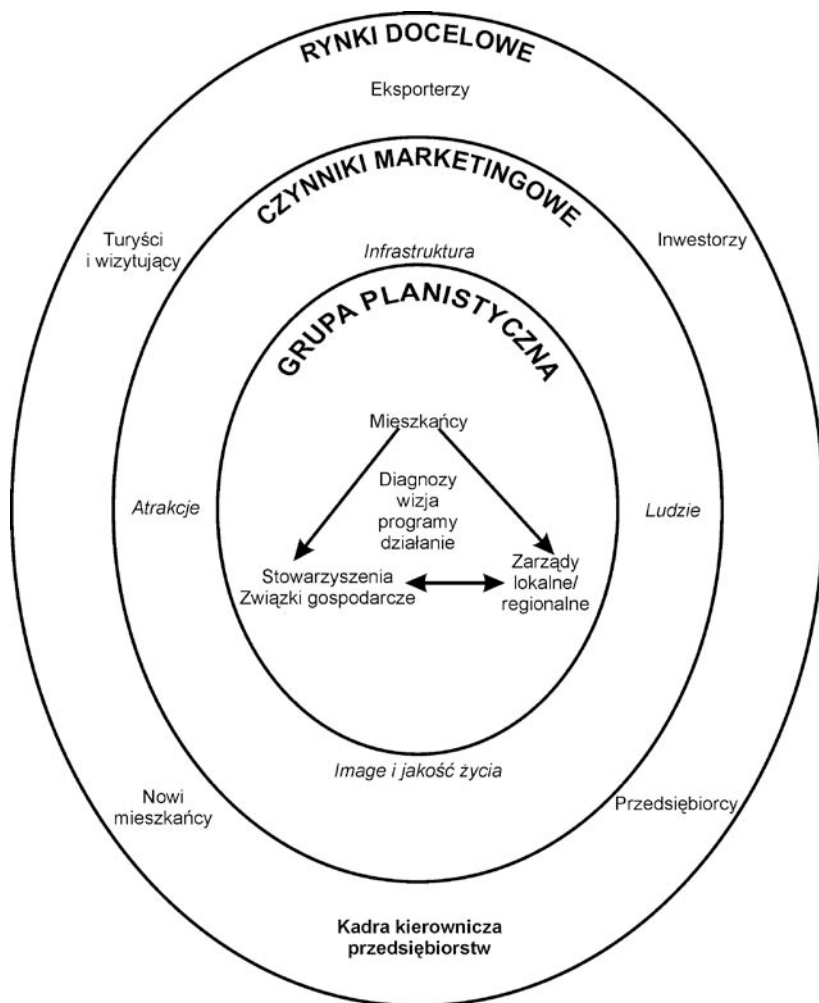 RYNKI DOCELOWE
Eksporterzy
CZYNNIKI MARKETINGOWE
Turyści
i wizytujący
Inwestorzy
Infrastruktura
GRUPA PLANISTYCZNA
Mieszkańcy
Diagnozy
wizja
programy
działanie
Atrakcje
Ludzie
Stowarzyszenia
Związki gospodarcze
Zarządy
lokalne/
regionalne
Image i jakość życia
Nowi
mieszkańcy
Przedsiębiorcy
Kadra kierownicza
przedsiębiorstw